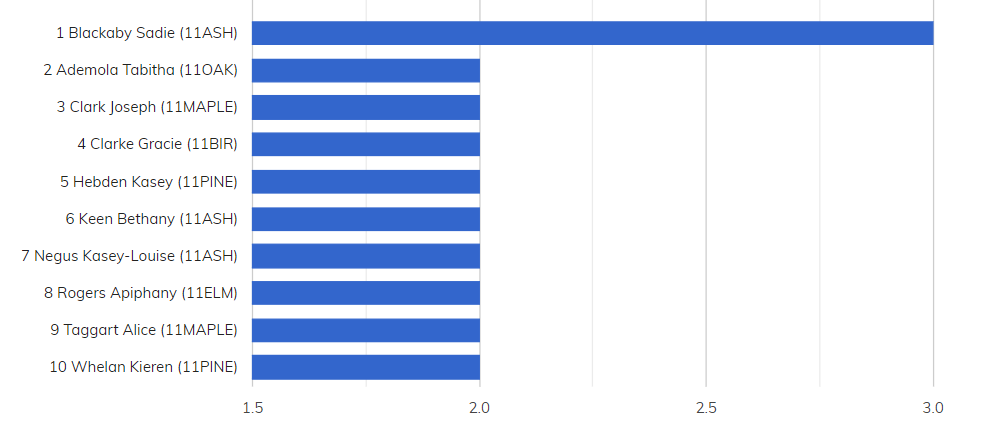 1 Blackaby Sadie (11ASH)
2 Ademola Tabitha (11OAK)
3 Clark Joseph (11MAPLE)
4 Clarke Gracie (11BIR)
5 Hebden Kasey (11PINE)
6 Keen Bethany (11ASH)
7 Negus Kasey-Louise (11ASH)
8 Rogers Apiphany (11ELM)
9 Taggart Alice (11MAPLE)
10 Whelan Kieren (11PINE)
1.5 2.0 2.5 3.0